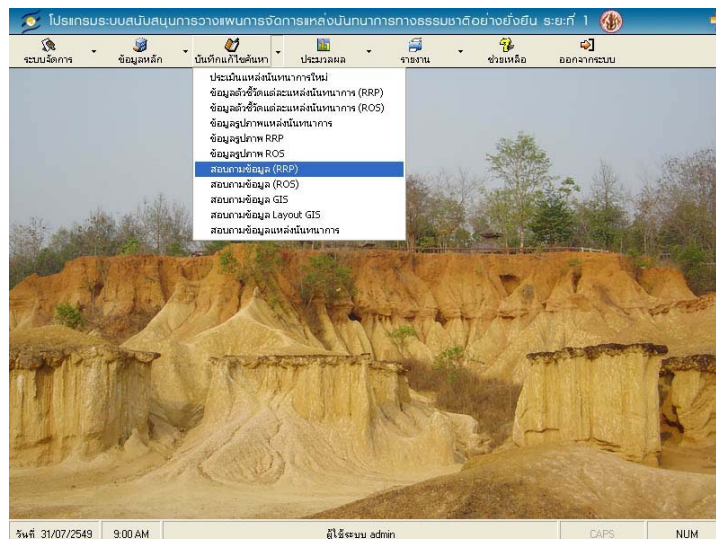 โปรแกรมระบบสนับสนุนการวางแผนการจัดการแหล่งนันทนาการทางธรรมชาติอย่างยั่งยืน ระยะที่ 1
ระบบจัดการ ข้อมูลหลัก บันทึกแก้ไขค้นหา ประมวลผล รายงาน ช่วยเหลือ ออกจากระบบ
ประเมินแหล่งนันทนาการใหม่
ข้อมูลตัวชี้วัดแต่ละแหล่งนันทนาการ (RRP)
ข้อมูลตัวชี้วัดแต่ละแหล่งนันทนาการ (ROS)
ข้อมูลรูปภาพแหล่งนันทนาการ
ข้อมูลรูปภาพ RRP
ข้อมูลรูปภาพ ROS
สอบถามข้อมูล (RRP)
สอบถามข้อมูล (ROS)
สอบถามข้อมูล GIS
สอบถามข้อมูล Layout GIS
สอบถามข้อมูลแหล่งนันทนาการ
วันที่ 31/07/2549 9:00 AM ผู้ใช้ระบบ admin CAPS NUM